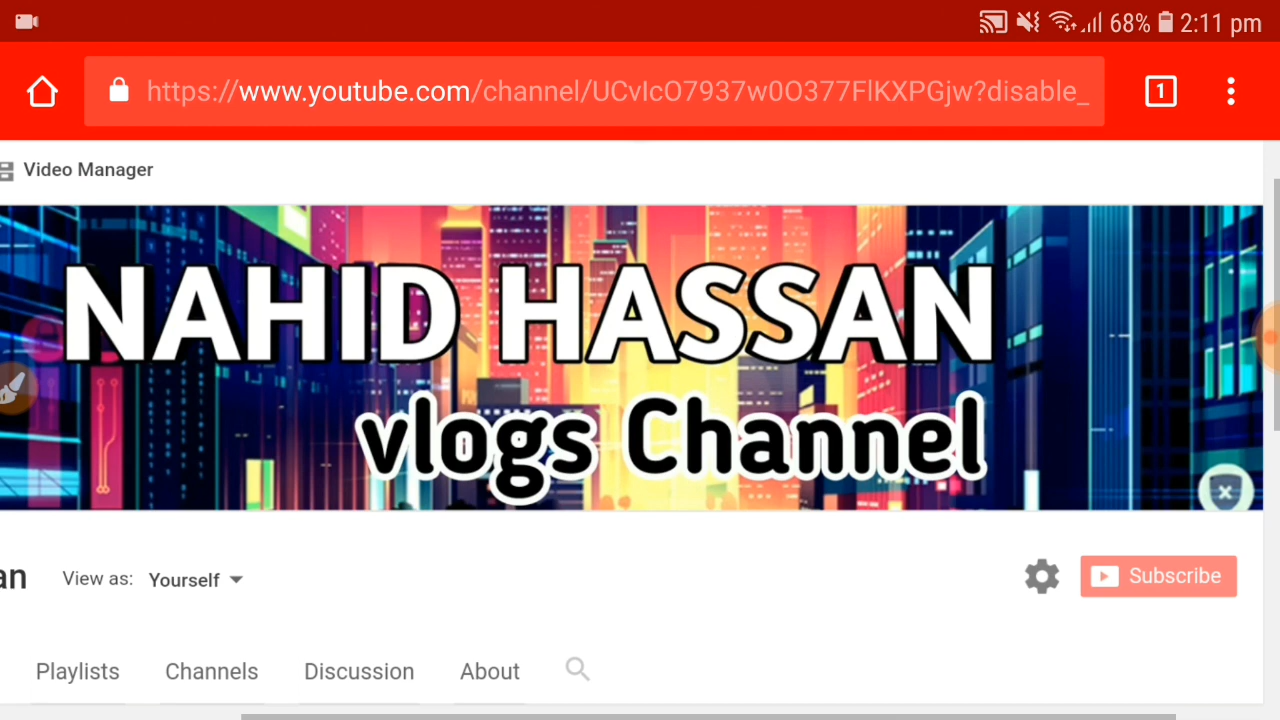 68% 2:11 pm
https://www.youtube.com/channel/UCvIcO7937w0O377FlKXPGjw?disable_
1
Video Manager
NAHID HASSAN
vlogs Channel
an View as: Yourself
Subscribe
Playlists Channels Discussion About